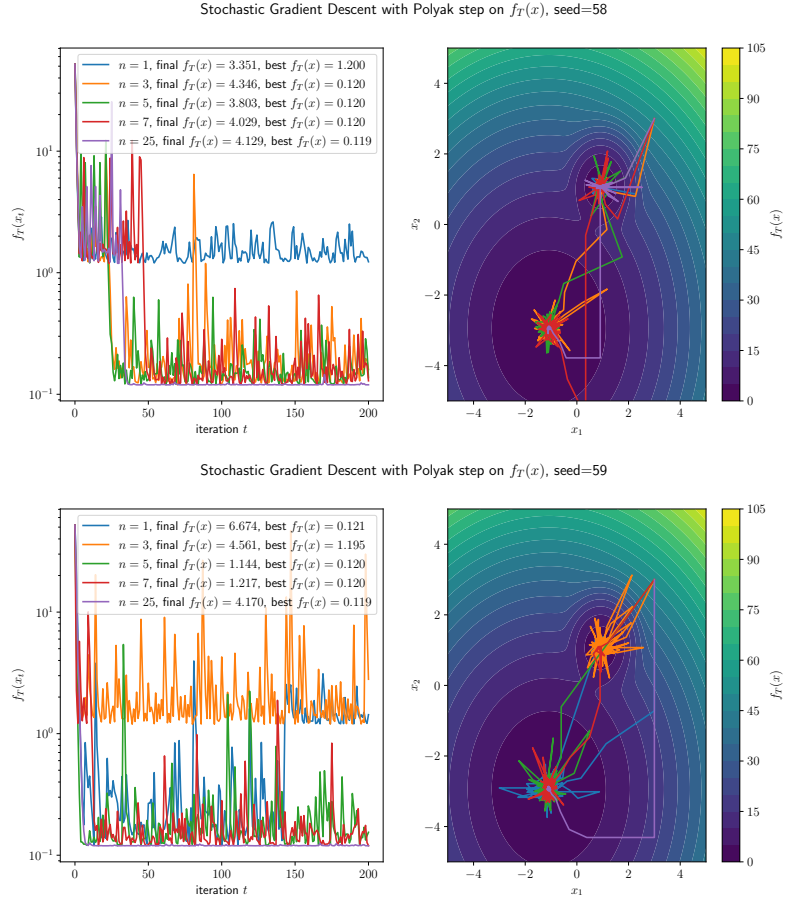 Stochastic Gradient Descent with Polyak step on $f_T(x)$, seed=58
$n = 1$, final $f_T(x) = 3.351$, best $f_T(x) = 1.200$
$n = 3$, final $f_T(x) = 4.346$, best $f_T(x) = 0.120$
$n = 5$, final $f_T(x) = 3.803$, best $f_T(x) = 0.120$
$n = 7$, final $f_T(x) = 4.029$, best $f_T(x) = 0.120$
$n = 25$, final $f_T(x) = 4.129$, best $f_T(x) = 0.119$
$f_T(x_t)$
$10^1$
$10^0$
$10^{-1}$
0 50 100 150 200
iteration $t$
$x_2$
4
2
0
−2
−4
−4 −2 0 2 4
$x_1$
105
90
75
60
45
30
15
0
$f_T(x)$
Stochastic Gradient Descent with Polyak step on $f_T(x)$, seed=59
$n = 1$, final $f_T(x) = 6.674$, best $f_T(x) = 0.121$
$n = 3$, final $f_T(x) = 4.561$, best $f_T(x) = 1.195$
$n = 5$, final $f_T(x) = 1.144$, best $f_T(x) = 0.120$
$n = 7$, final $f_T(x) = 1.217$, best $f_T(x) = 0.120$
$n = 25$, final $f_T(x) = 4.170$, best $f_T(x) = 0.119$
$f_T(x_t)$
$10^1$
$10^0$
$10^{-1}$
0 50 100 150 200
iteration $t$
$x_2$
4
2
0
−2
−4
−4 −2 0 2 4
$x_1$
105
90
75
60
45
30
15
0
$f_T(x)$